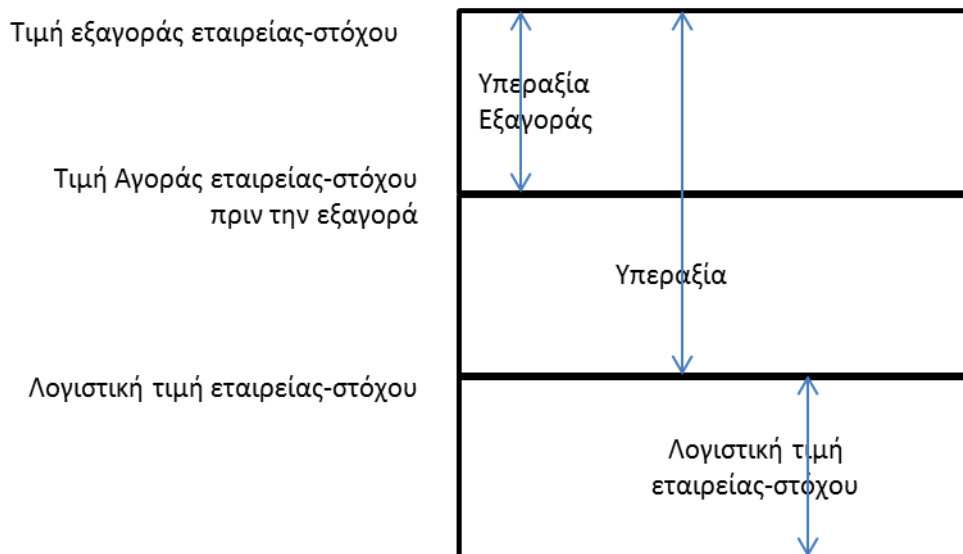 Τιμή εξαγοράς εταιρείας-στόχου
Υπεραξία
Εξαγοράς
Τιμή Αγοράς εταιρείας-στόχου
πριν την εξαγορά
Υπεραξία
Λογιστική τιμή εταιρείας-στόχου
Λογιστική τιμή
εταιρείας-στόχου